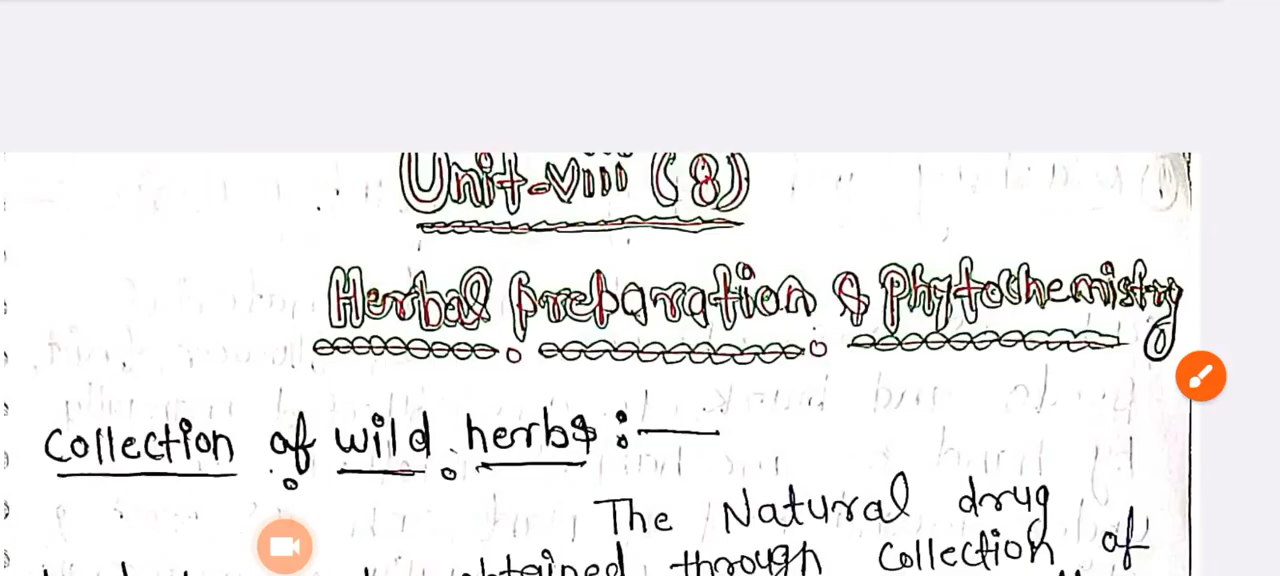 Unit-viii (8)
Herbal preparation & Phytochemistry
Collection of wild herbs :—
The Natural drug
obtained through collection of